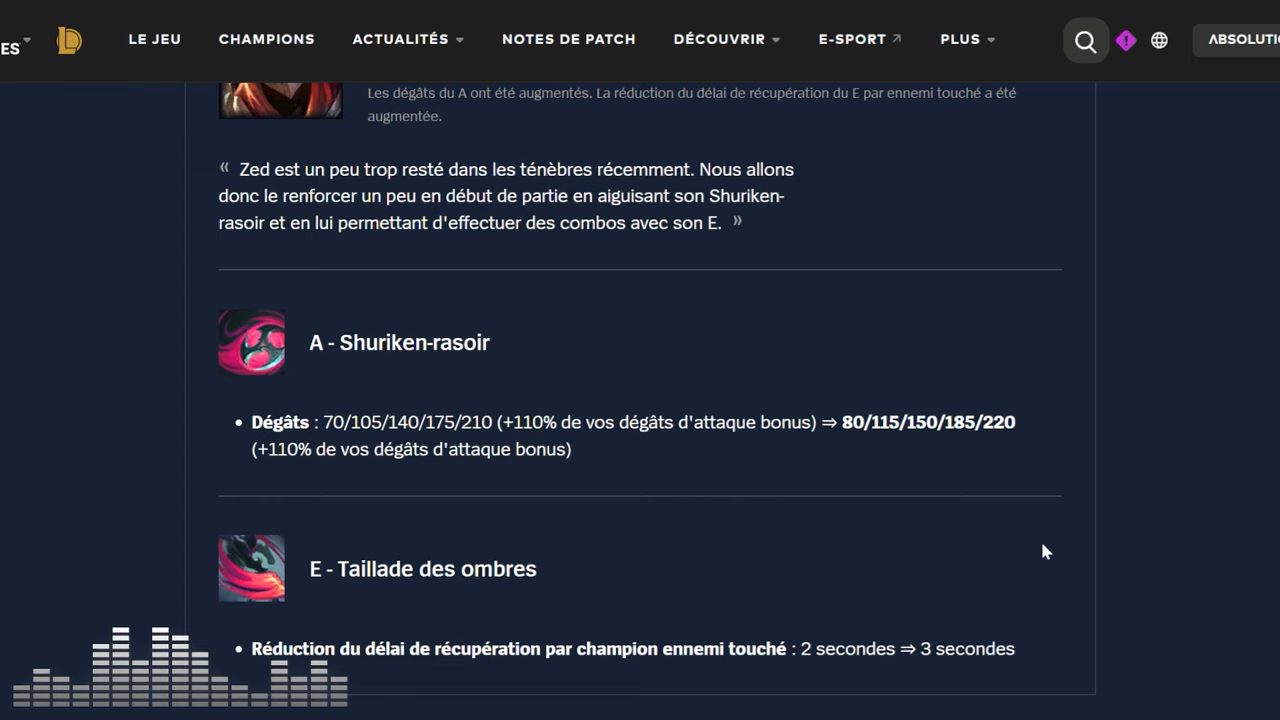 ES
LE JEU
CHAMPIONS
ACTUALITÉS
NOTES DE PATCH
DÉCOUVRIR
E-SPORT
PLUS
Les dégâts du A ont été augmentés. La réduction du délai de récupération du E par ennemi touché a été
augmentée.
« Zed est un peu trop resté dans les ténèbres récemment. Nous allons
donc le renforcer un peu en début de partie en aiguisant son Shuriken-
rasoir et en lui permettant d'effectuer des combos avec son E. »
A - Shuriken-rasoir
• Dégâts : 70/105/140/175/210 (+110% de vos dégâts d'attaque bonus) ⇒ 80/115/150/185/220
(+110% de vos dégâts d'attaque bonus)
E - Taillade des ombres
• Réduction du délai de récupération par champion ennemi touché : 2 secondes ⇒ 3 secondes